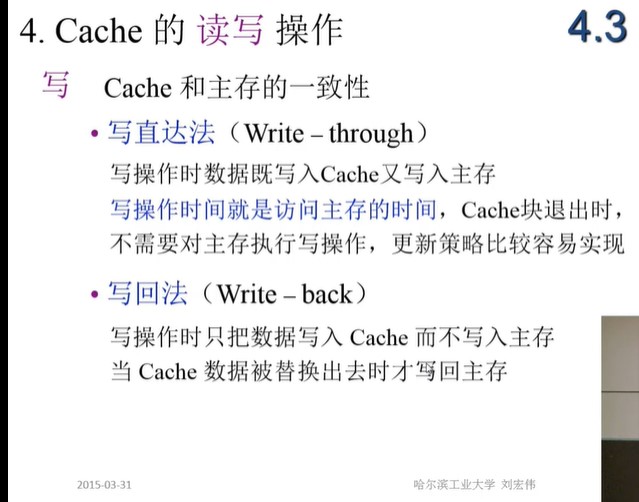 4. Cache 的 读写 操作
4.3
写 Cache 和主存的一致性
• 写直达法（Write – through）
写操作时数据既写入Cache又写入主存
写操作时间就是访问主存的时间，Cache块退出时，
不需要对主存执行写操作，更新策略比较容易实现
• 写回法（Write – back）
写操作时只把数据写入 Cache 而不写入主存
当 Cache 数据被替换出去时才写回主存
2015-03-31
哈尔滨工业大学 刘宏伟